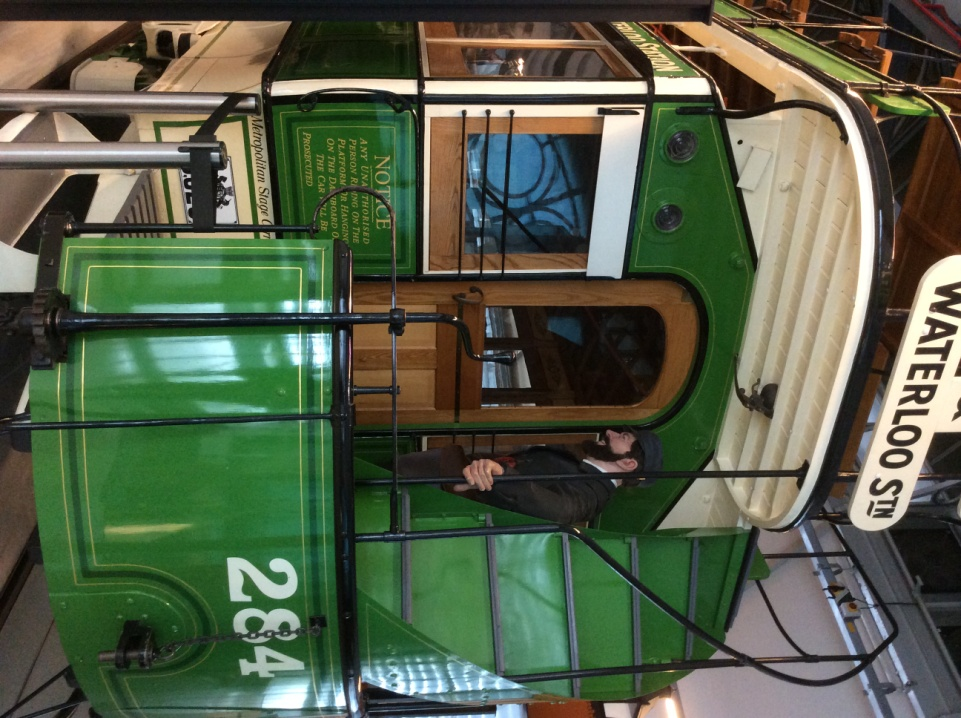 WATERLOO STN
NOTICE
ANY UNAUTHORISED
PERSON RIDING ON THE
PLATFORM OR HANGING
ON THE DASHBOARD O
THE CAR WILL BE
PROSECUTED
Metropolitan Stage
284